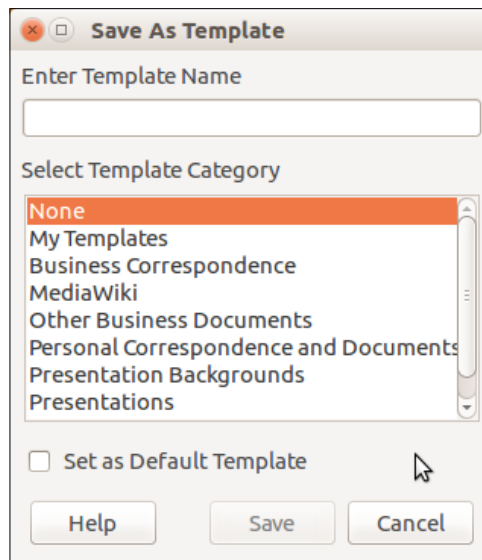 Save As Template
Enter Template Name
Select Template Category
None
My Templates
Business Correspondence
MediaWiki
Other Business Documents
Personal Correspondence and Documents
Presentation Backgrounds
Presentations
Set as Default Template
Help Save Cancel